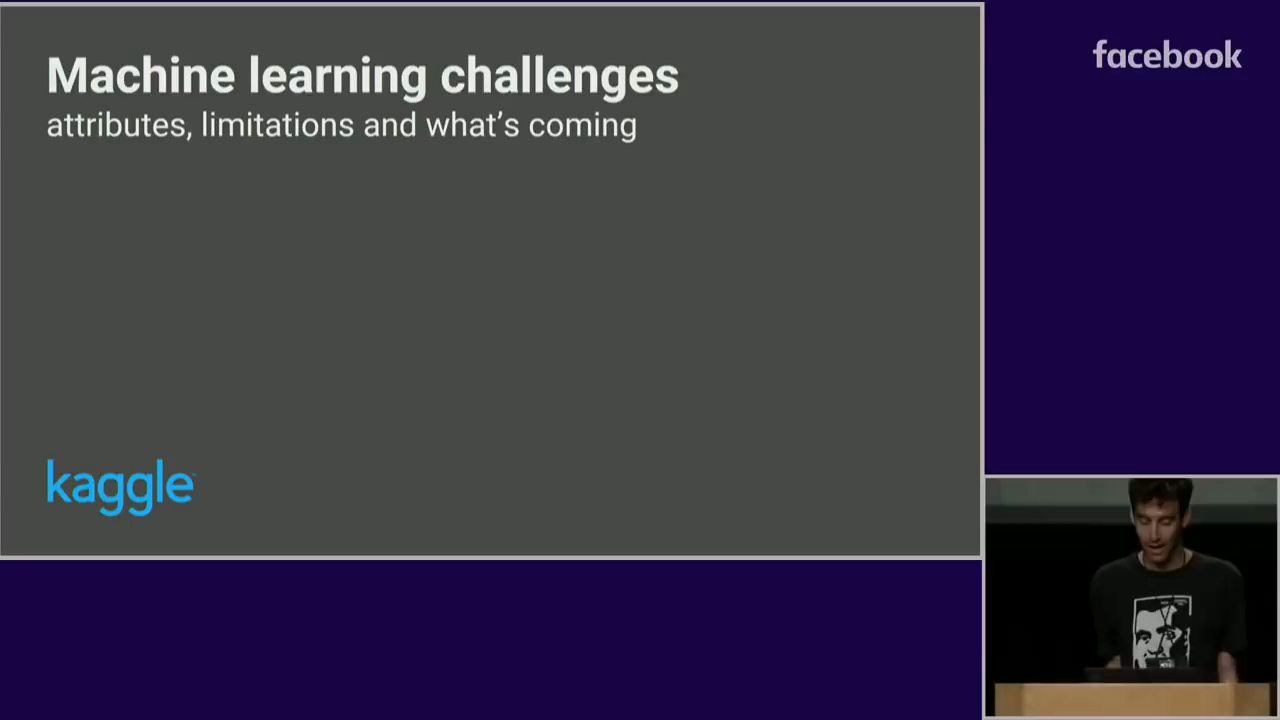 Machine learning challenges
attributes, limitations and what's coming
kaggle
facebook